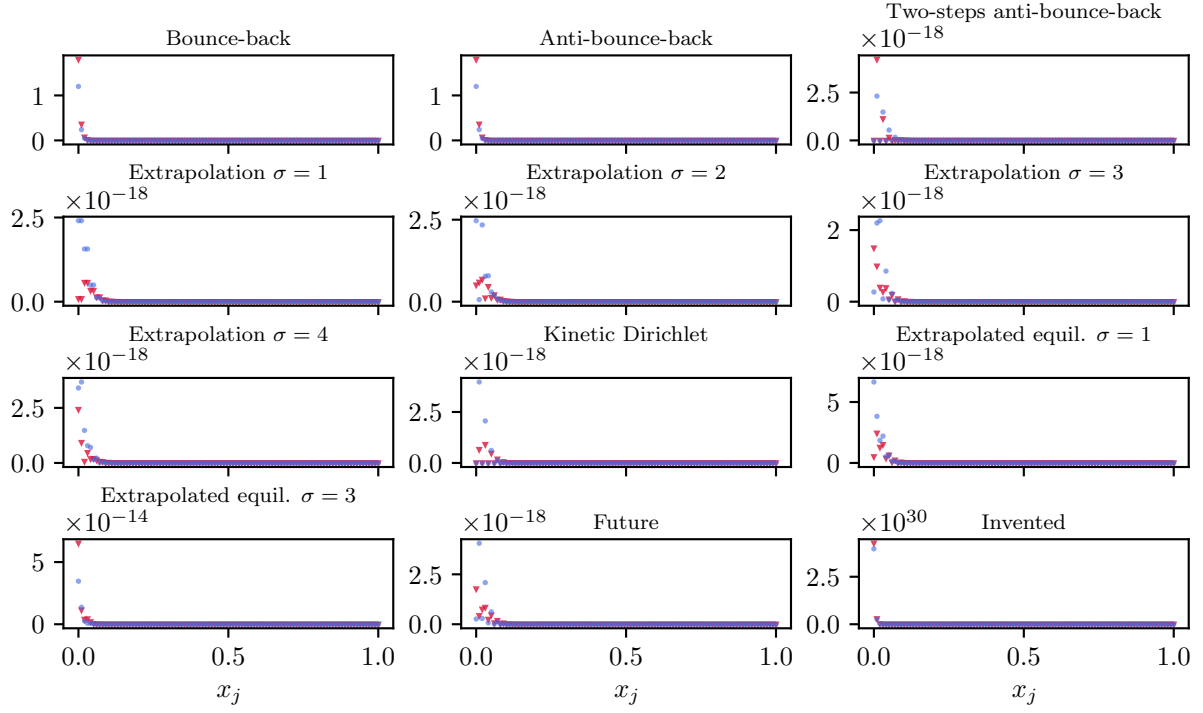 Two-steps anti-bounce-back
Bounce-back
Anti-bounce-back
×10−18
1
0
1
0
2.5
0
Extrapolation σ = 1
Extrapolation σ = 2
Extrapolation σ = 3
×10−18
×10−18
×10−18
2.5
0.0
2.5
0.0
2
0
Extrapolation σ = 4
Kinetic Dirichlet
Extrapolated equil. σ = 1
×10−18
×10−18
×10−18
2.5
0.0
2.5
0.0
5
0
Extrapolated equil. σ = 3
Future
Invented
×10−14
×10−18
×1030
5
0
2.5
0.0
2.5
0.0
0.0 0.5 1.0
0.0 0.5 1.0
0.0 0.5 1.0
xj
xj
xj